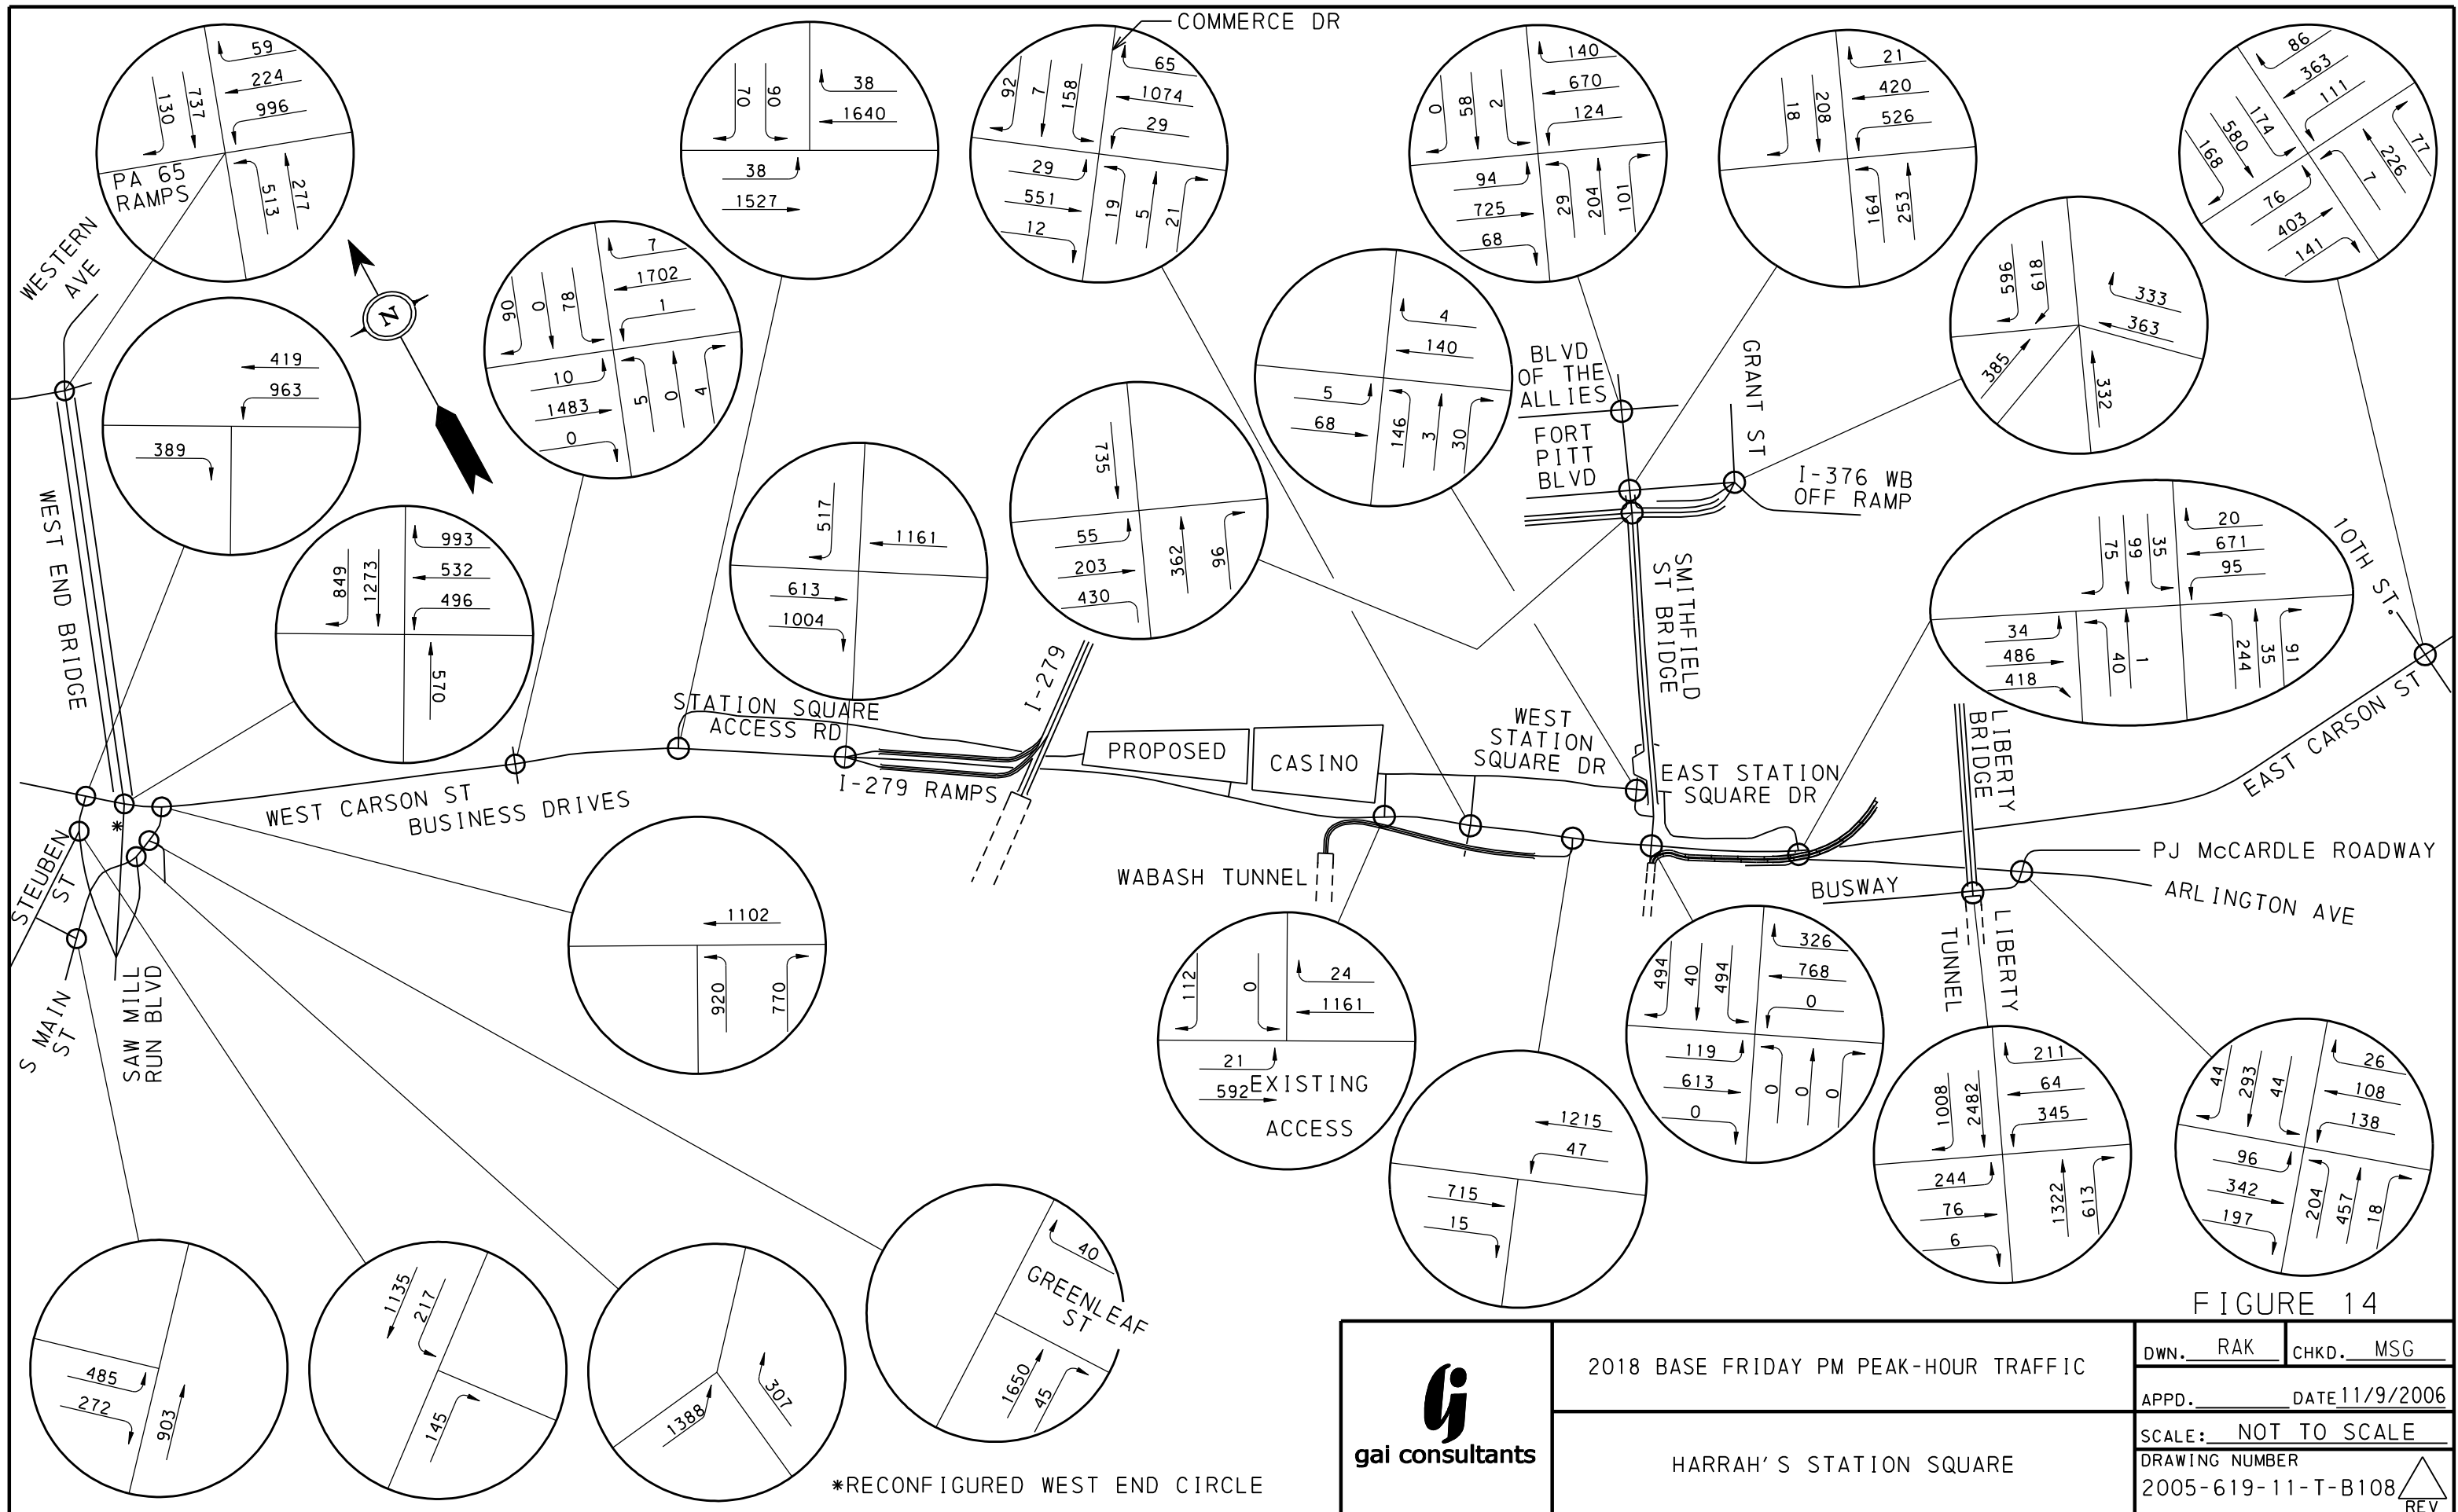 COMMERCE DR
59
224
996
737
130
PA 65
RAMPS
513
277
WESTERN
AVE
70
90
38
1640
38
1527
92
7
158
65
1074
29
29
551
12
19
5
21
0
58
2
140
670
124
94
725
68
29
204
101
18
208
21
420
526
164
253
86
363
111
174
580
168
76
403
141
7
226
77
N
419
963
389
90
0
78
7
1702
1
10
1483
0
5
0
4
4
140
5
68
146
3
30
596
618
333
363
385
332
BLVD
OF THE
ALLIES
FORT
PITT
BLVD
GRANT ST
I-376 WB
OFF RAMP
WEST END BRIDGE
849
1273
993
532
496
570
517
1161
613
1004
735
55
203
430
362
96
SMITHFIELD
ST BRIDGE
75
99
35
20
671
95
34
486
418
40
1
244
35
91
10TH ST.
STATION SQUARE
ACCESS RD
I-279
I-279 RAMPS
PROPOSED
CASINO
WEST
STATION
SQUARE DR
EAST STATION
SQUARE DR
LIBERTY
BRIDGE
EAST CARSON ST
WEST CARSON ST
BUSINESS DRIVES
*
STEUBEN
ST
S MAIN
ST
SAW MILL
RUN BLVD
WABASH TUNNEL
BUSWAY
PJ McCARDLE ROADWAY
ARLINGTON AVE
LIBERTY
TUNNEL
1102
920
770
112
0
24
1161
21
592
EXISTING
ACCESS
494
40
494
326
768
0
119
613
0
0
0
0
1215
47
715
15
1008
2482
211
64
345
244
76
6
1322
613
44
293
44
26
108
138
96
342
197
204
457
18
485
272
903
1135
217
145
1388
307
40
GREENLEAF
ST
1650
45
*RECONFIGURED WEST END CIRCLE
FIGURE 14
gai consultants
2018 BASE FRIDAY PM PEAK-HOUR TRAFFIC
HARRAH'S STATION SQUARE
DWN. RAK CHKD. MSG
APPD. DATE 11/9/2006
SCALE: NOT TO SCALE
DRAWING NUMBER
2005-619-11-T-B108
REV